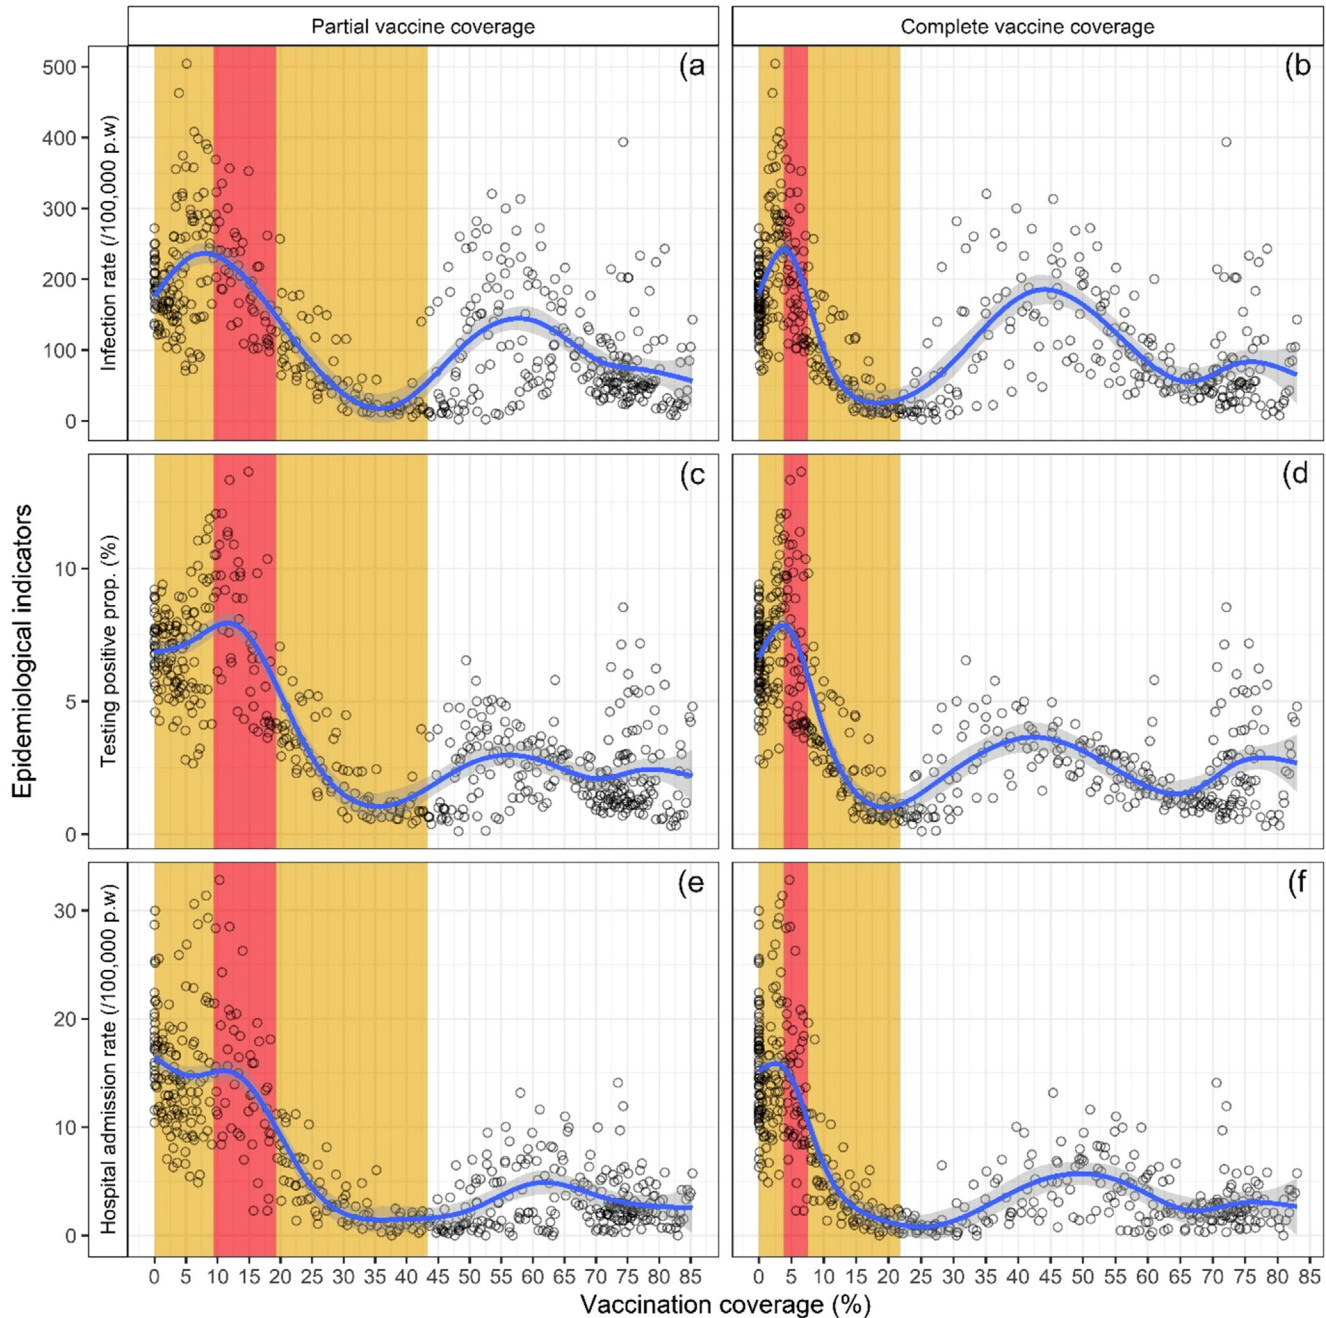 Partial vaccine coverage
Complete vaccine coverage
Epidemiological indicators
Infection rate (/100,000 p.w)
500
400
300
200
100
0
(a
(b
Testing positive prop. (%)
10
5
0
(c
(d
Hospital admission rate (/100,000 p.w)
30
20
10
0
(e
(f
0 5 10 15 20 25 30 35 40 45 50 55 60 65 70 75 80 85
0 5 10 15 20 25 30 35 40 45 50 55 60 65 70 75 80 85
Vaccination coverage (%)